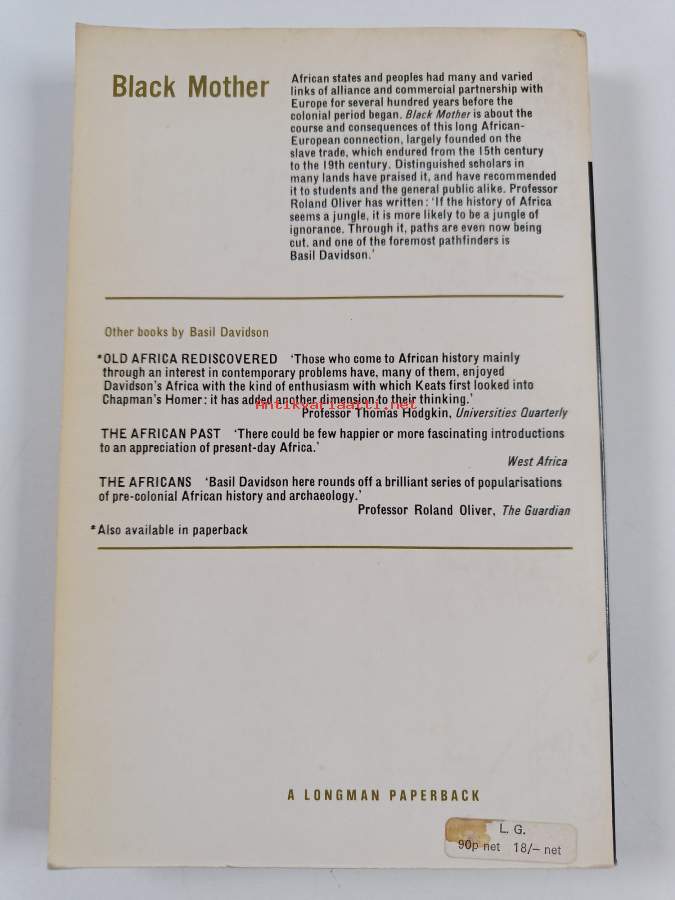 Black Mother
African states and peoples had many and varied
links of alliance and commercial partnership with
Europe for several hundred years before the
colonial period began. Black Mother is about the
course and consequences of this long African-
European connection, largely founded on the
slave trade, which endured from the 15th century
to the 19th century. Distinguished scholars in
many lands have praised it, and have recommended
it to students and the general public alike. Professor
Roland Oliver has written: 'If the history of Africa
seems a jungle, it is more likely to be a jungle of
ignorance. Through it, paths are even now being
cut, and one of the foremost pathfinders is
Basil Davidson.'
Other books by Basil Davidson
*OLD AFRICA REDISCOVERED 'Those who come to African history mainly
through an interest in contemporary problems have, many of them, enjoyed
Davidson's Africa with the kind of enthusiasm with which Keats first looked into
Chapman's Homer: it has added another dimension to their thinking.'
Antikvariaatti.net
Professor Thomas Hodgkin, Universities Quarterly
THE AFRICAN PAST 'There could be few happier or more fascinating introductions
to an appreciation of present-day Africa.'
West Africa
THE AFRICANS 'Basil Davidson here rounds off a brilliant series of popularisations
of pre-colonial African history and archaeology.'
Professor Roland Oliver, The Guardian
*Also available in paperback
A LONGMAN PAPERBACK
L. G.
90p net 18/– net